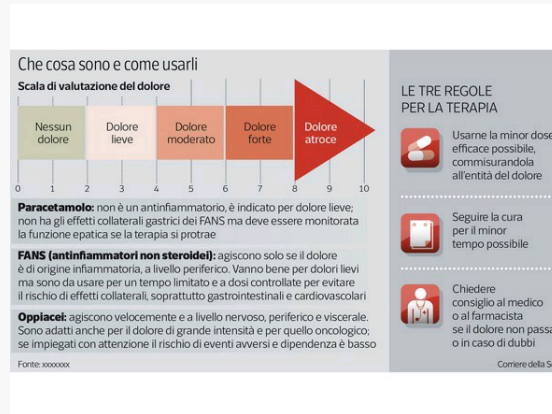 Che cosa sono e come usarli
Scala di valutazione del dolore
Nessun
dolore
Dolore
lieve
Dolore
moderato
Dolore
forte
Dolore
atroce
0 1 2 3 4 5 6 7 8 9 10
Paracetamolo: non è un antinfiammatorio, è indicato per dolore lieve;
non ha gli effetti collaterali gastrici dei FANS ma deve essere monitorata
la funzione epatica se la terapia si protrae
FANS (antinfiammatori non steroidei): agiscono solo se il dolore
è di origine infiammatoria, a livello periferico. Vanno bene per dolori lievi
ma sono da usare per un tempo limitato e a dosi controllate per evitare
il rischio di effetti collaterali, soprattutto gastrointestinali e cardiovascolari
Oppiacei: agiscono velocemente e a livello nervoso, periferico e viscerale.
Sono adatti anche per il dolore di grande intensità e per quello oncologico;
se impiegati con attenzione il rischio di eventi avversi e dipendenza è basso
Fonte: xxxxxxx
LE TRE REGOLE
PER LA TERAPIA
Usarne la minor dose
efficace possibile,
commisurandola
all'entità del dolore
Seguire la cura
per il minor
tempo possibile
Chiedere
consiglio al medico
o al farmacista
se il dolore non passa
o in caso di dubbi
Corriere della S